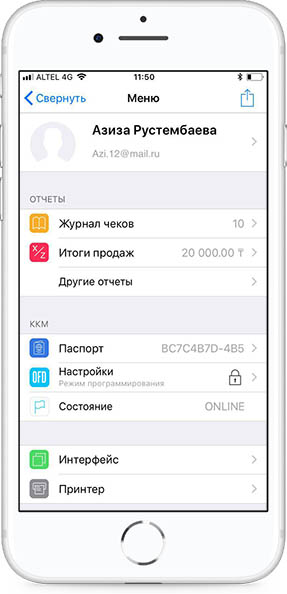 ALTEL 4G 11:50
Свернуть Меню
Азиза Рустембаева
Azi.12@mail.ru
ОТЧЕТЫ
Журнал чеков 10
X/Z Итоги продаж 20 000.00 ₸
Другие отчеты
ККМ
Паспорт BC7C4B7D-4B5
OFD Настройки
Режим программирования
Состояние ONLINE
Интерфейс
Принтер